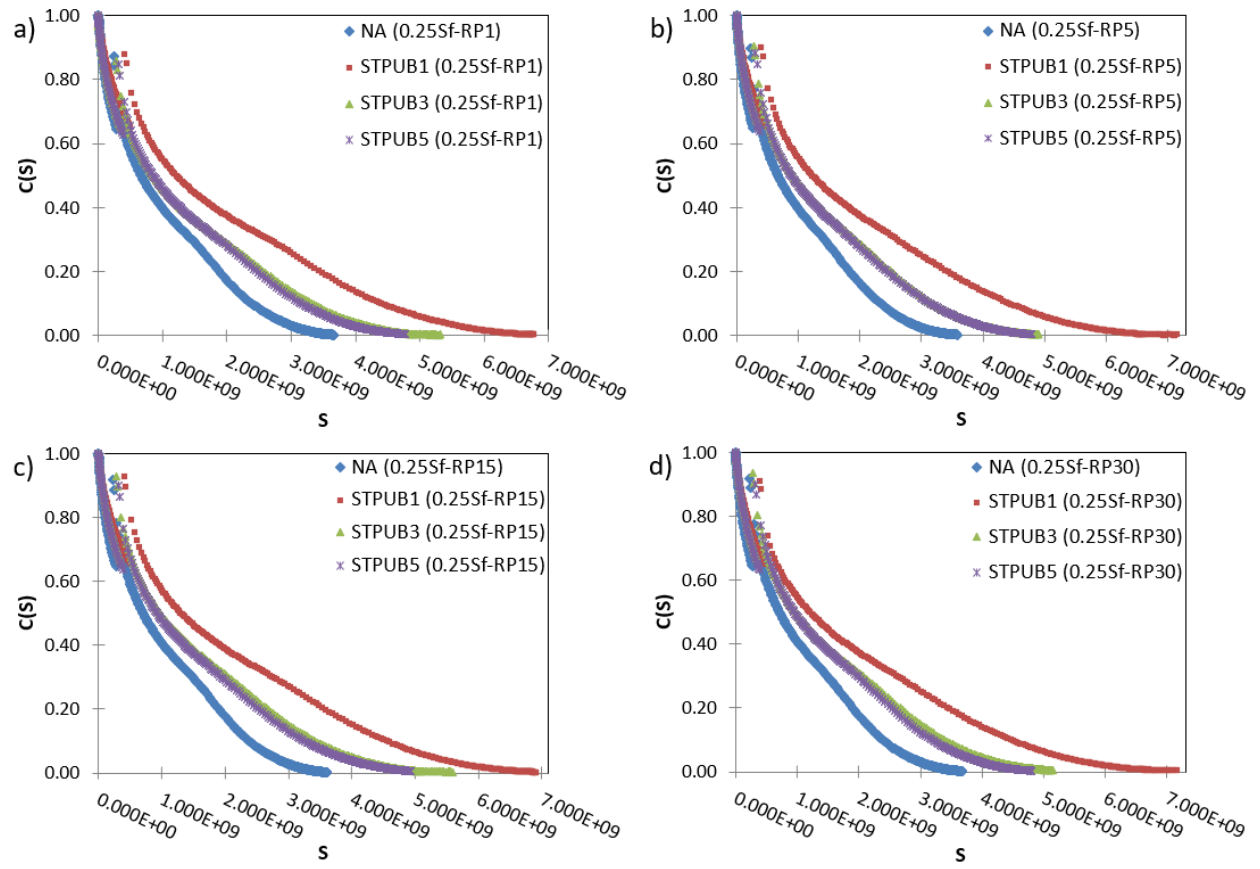 a)
NA (0.25Sf-RP1)
STPUB1 (0.25Sf-RP1)
STPUB3 (0.25Sf-RP1)
STPUB5 (0.25Sf-RP1)
C(S)
1.00
0.80
0.60
0.40
0.20
0.00
0.000E+00
1.000E+09
2.000E+09
3.000E+09
4.000E+09
5.000E+09
6.000E+09
7.000E+09
S
b)
NA (0.25Sf-RP5)
STPUB1 (0.25Sf-RP5)
STPUB3 (0.25Sf-RP5)
STPUB5 (0.25Sf-RP5)
C(S)
1.00
0.80
0.60
0.40
0.20
0.00
0.000E+00
1.000E+09
2.000E+09
3.000E+09
4.000E+09
5.000E+09
6.000E+09
7.000E+09
S
c)
NA (0.25Sf-RP15)
STPUB1 (0.25Sf-RP15)
STPUB3 (0.25Sf-RP15)
STPUB5 (0.25Sf-RP15)
C(S)
1.00
0.80
0.60
0.40
0.20
0.00
0.000E+00
1.000E+09
2.000E+09
3.000E+09
4.000E+09
5.000E+09
6.000E+09
7.000E+09
S
d)
NA (0.25Sf-RP30)
STPUB1 (0.25Sf-RP30)
STPUB3 (0.25Sf-RP30)
STPUB5 (0.25Sf-RP30)
C(S)
1.00
0.80
0.60
0.40
0.20
0.00
0.000E+00
1.000E+09
2.000E+09
3.000E+09
4.000E+09
5.000E+09
6.000E+09
7.000E+09
S